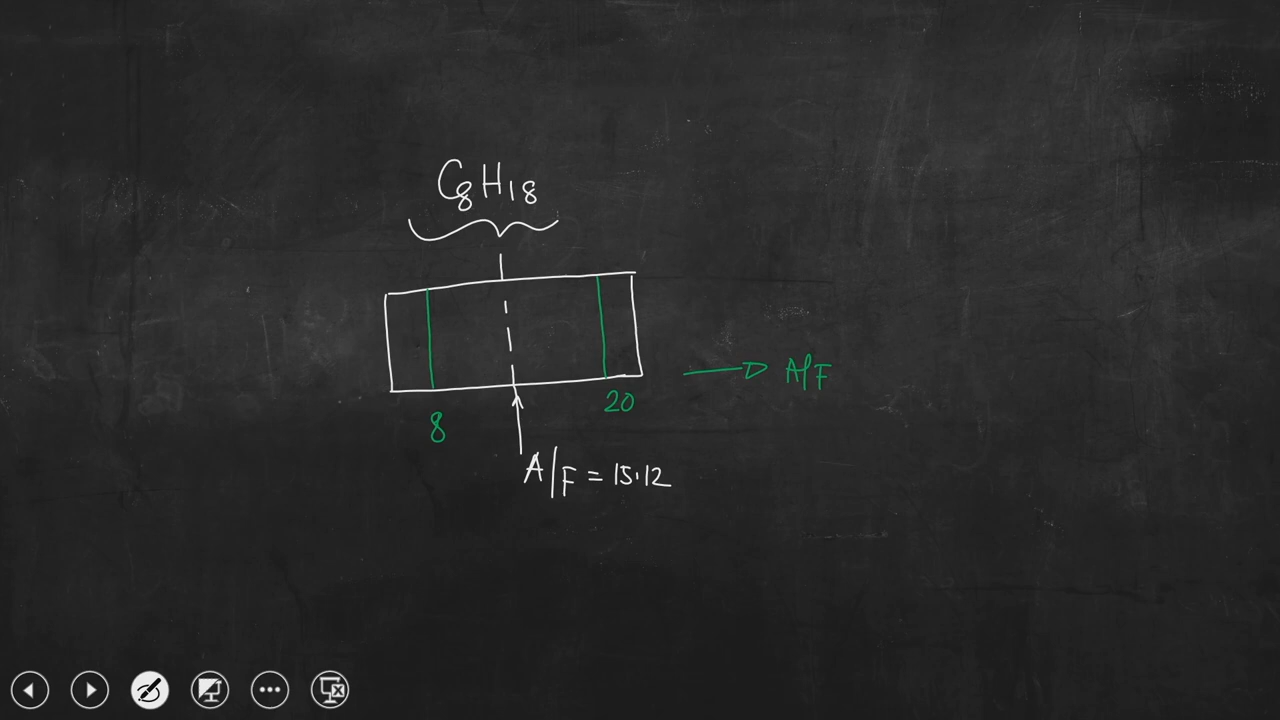 C8H18
A/F
20
8
A/F = 15.12